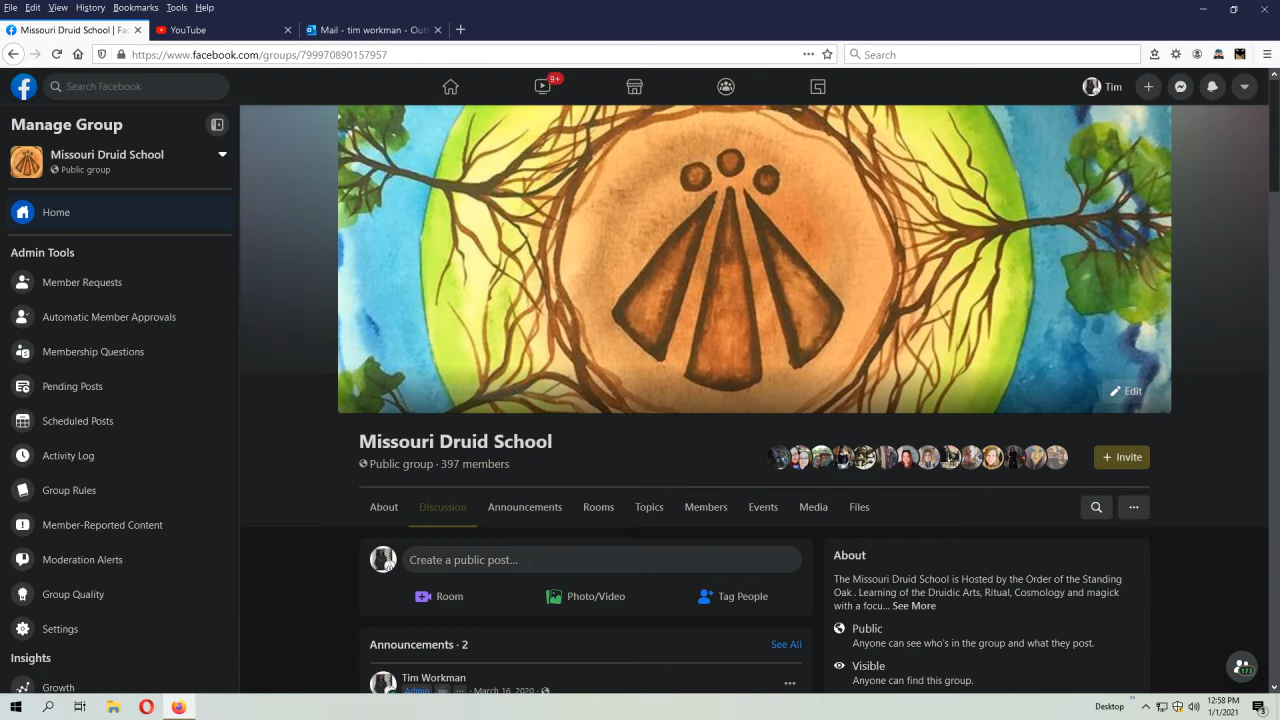 File Edit View History Bookmarks Tools Help
Missouri Druid School | Fac
YouTube
Mail - tim workman - Outl
https://www.facebook.com/groups/799970890157957
Search
Search Facebook
9+
Tim
Manage Group
Missouri Druid School
Public group
Home
Admin Tools
Member Requests
Automatic Member Approvals
Membership Questions
Pending Posts
Scheduled Posts
Activity Log
Group Rules
Member-Reported Content
Moderation Alerts
Group Quality
Settings
Insights
Growth
Edit
Missouri Druid School
Public group · 397 members
+ Invite
About Discussion Announcements Rooms Topics Members Events Media Files
Create a public post...
Room Photo/Video Tag People
Announcements · 2 See All
Tim Workman
Admin · March 16, 2020 ·
About
The Missouri Druid School is Hosted by the Order of the Standing
Oak . Learning of the Druidic Arts, Ritual, Cosmology and magick
with a focu... See More
Public
Anyone can see who's in the group and what they post.
Visible
Anyone can find this group.
173
Desktop
12:58 PM
1/1/2021
3